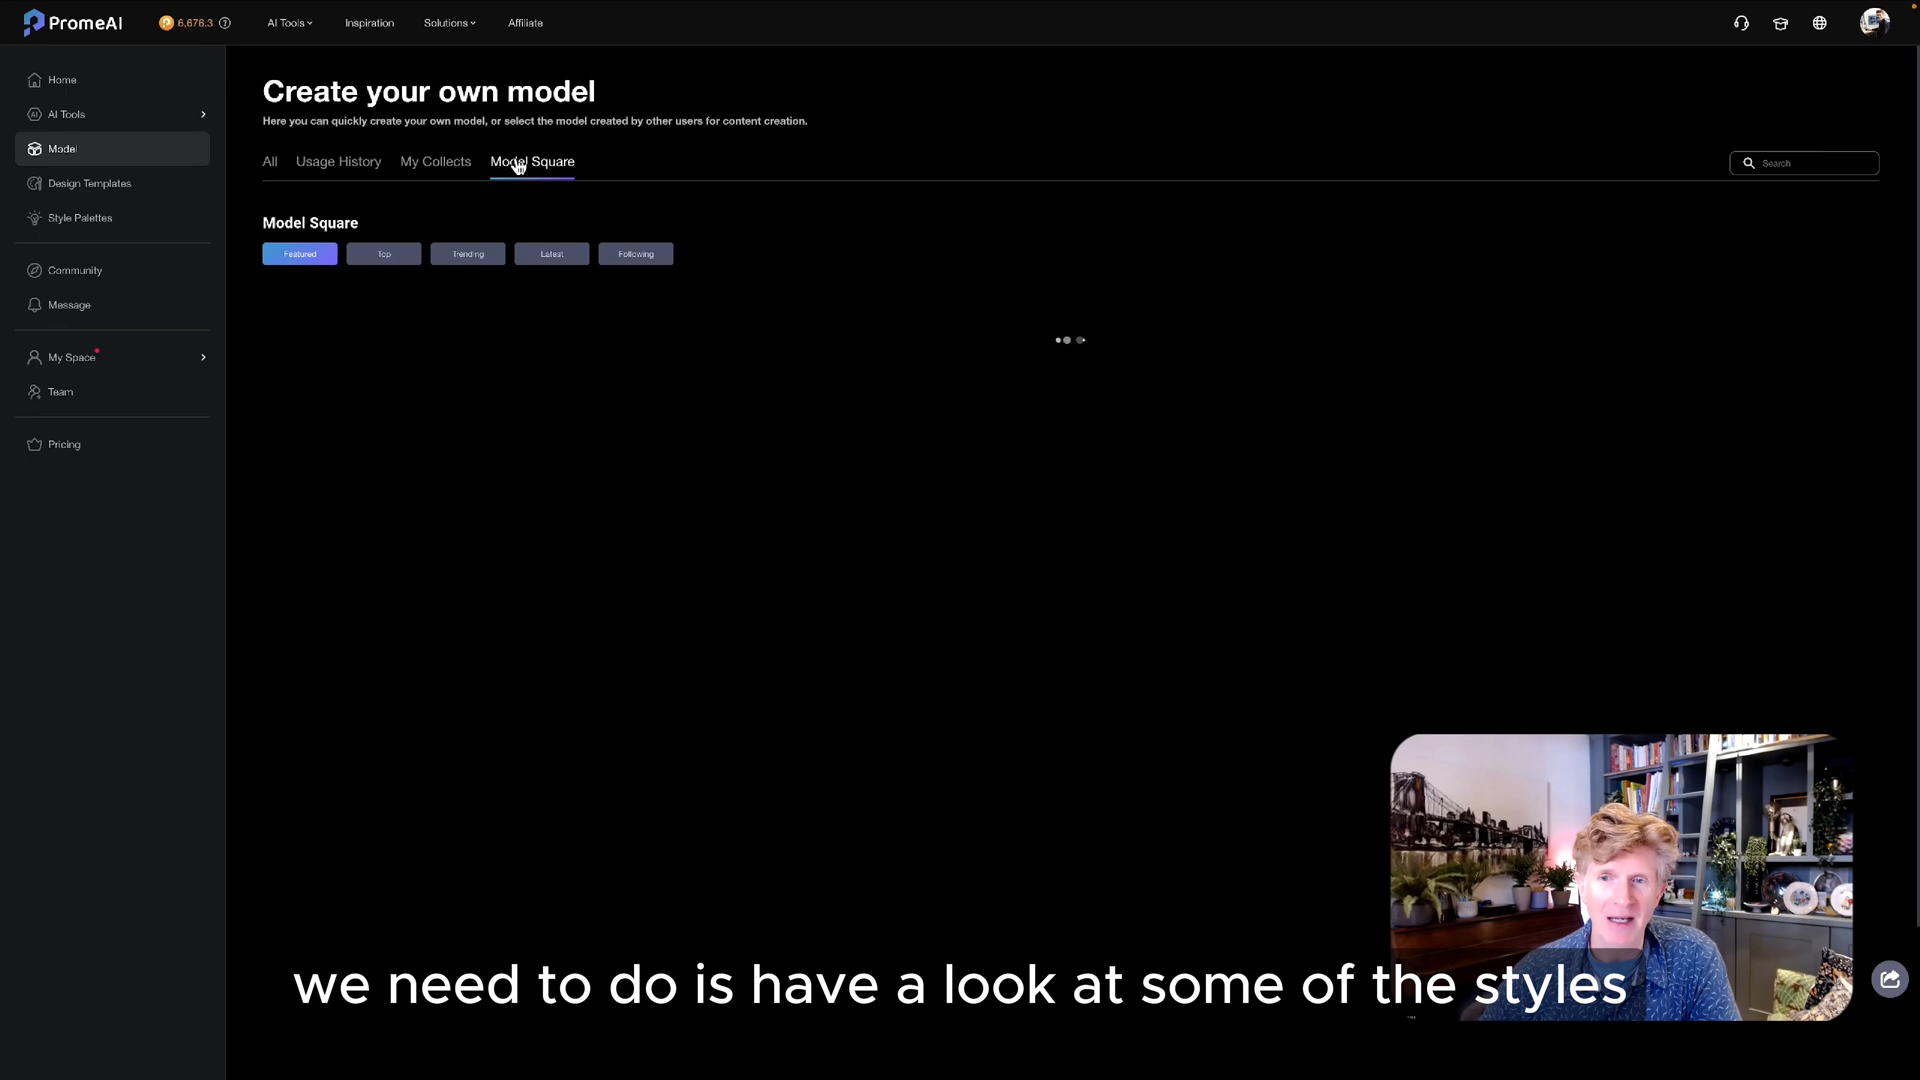 PromeAI
6,676.3
AI Tools
Inspiration
Solutions
Affiliate
Home
AI Tools
Model
Design Templates
Style Palettes
Community
Message
My Space
Team
Pricing
Create your own model
Here you can quickly create your own model, or select the model created by other users for content creation.
All
Usage History
My Collects
Model Square
Search
Model Square
Featured
Top
Trending
Latest
Following
we need to do is have a look at some of the styles